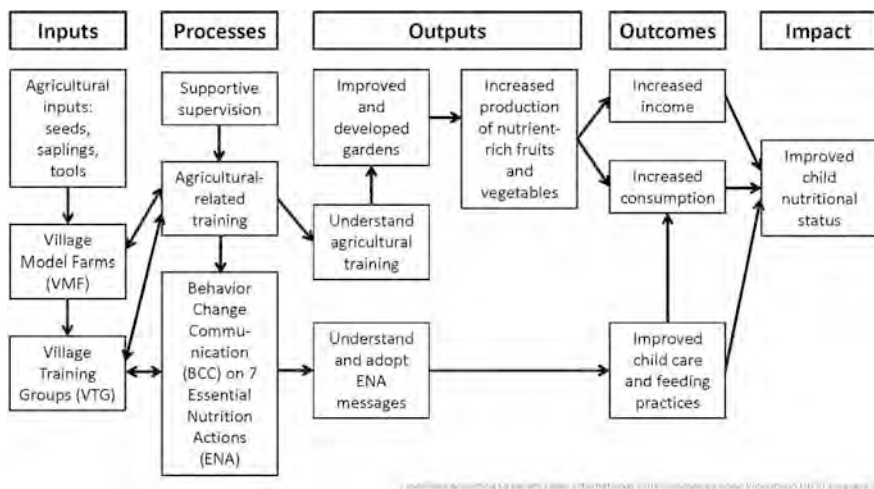 Inputs
Processes
Outputs
Outcomes
Impact
Agricultural
inputs:
seeds,
saplings,
tools
Village
Model Farms
(VMF)
Village
Training
Groups (VTG)
Supportive
supervision
Agricultural-
related
training
Behavior
Change
Commu-
nication
(BCC) on 7
Essential
Nutrition
Actions
(ENA)
Improved
and
developed
gardens
Understand
agricultural
training
Understand
and adopt
ENA
messages
Increased
production
of nutrient-
rich fruits
and
vegetables
Increased
income
Increased
consumption
Improved
child care
and feeding
practices
Improved
child
nutritional
status